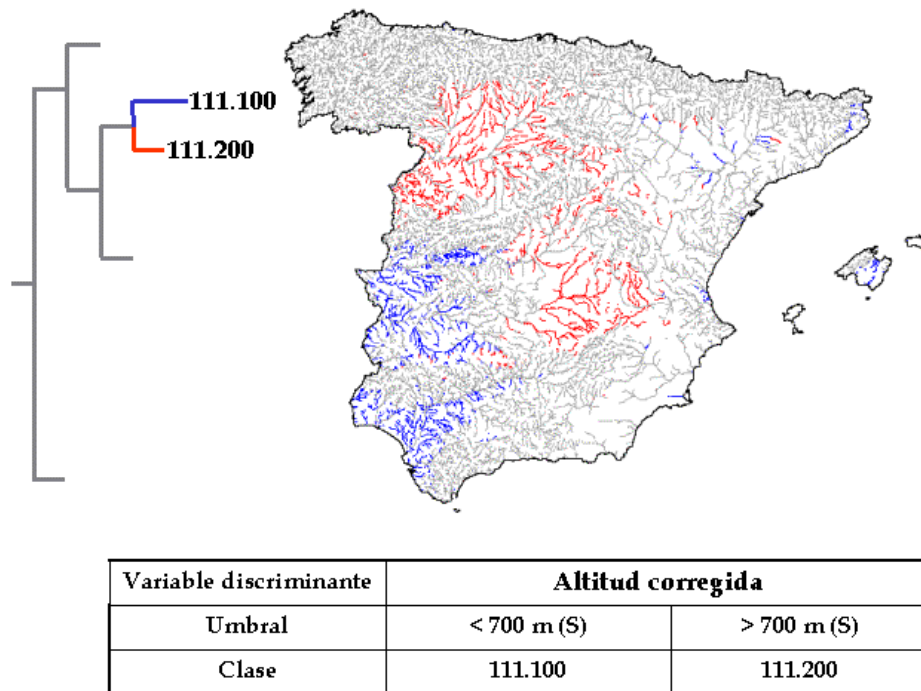 111.100
111.200
Variable discriminante Altitud corregida
Umbral < 700 m (S) > 700 m (S)
Clase 111.100 111.200